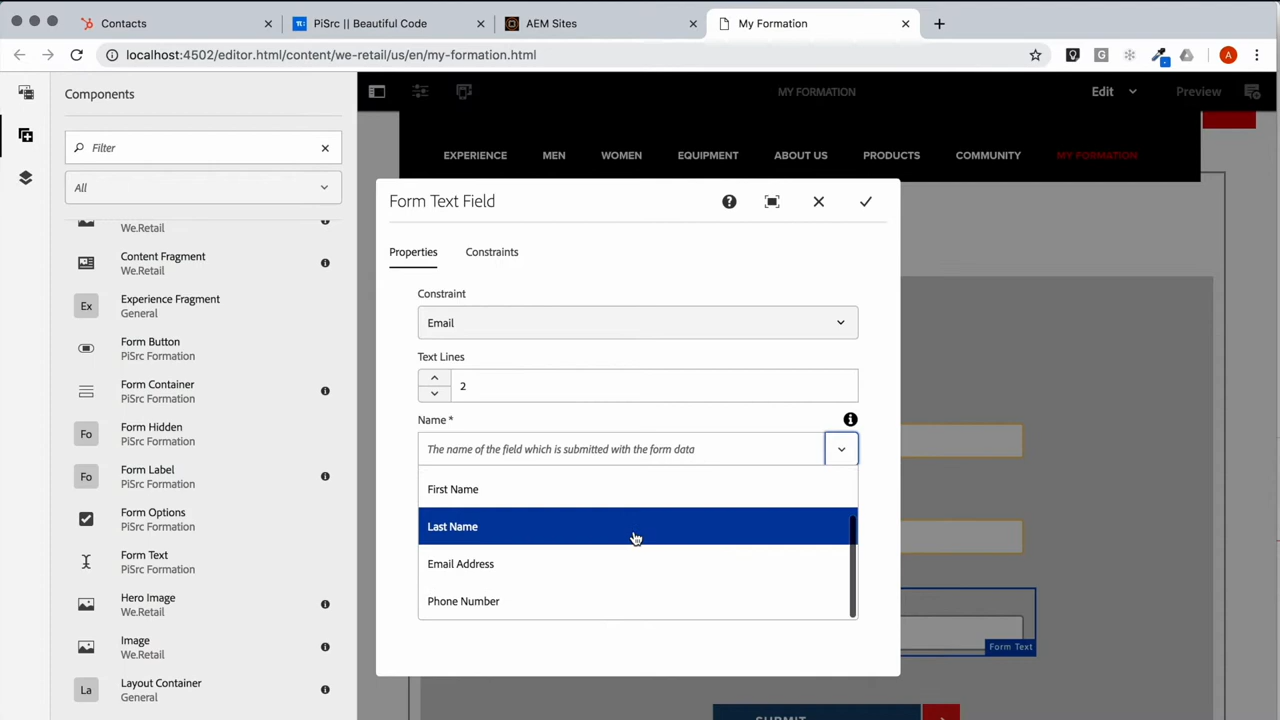 Contacts
PiSrc || Beautiful Code
AEM Sites
My Formation
localhost:4502/editor.html/content/we-retail/us/en/my-formation.html
G
A
Components
Filter
All
We.Retail
Content Fragment
We.Retail
Ex
Experience Fragment
General
Form Button
PiSrc Formation
Form Container
PiSrc Formation
Fo
Form Hidden
PiSrc Formation
Fo
Form Label
PiSrc Formation
Form Options
PiSrc Formation
Form Text
PiSrc Formation
Hero Image
We.Retail
Image
We.Retail
La
Layout Container
General
MY FORMATION
Edit
Preview
EXPERIENCE MEN WOMEN EQUIPMENT ABOUT US PRODUCTS COMMUNITY MY FORMATION
Form Text Field
Properties
Constraints
Constraint
Email
Text Lines
2
Name *
The name of the field which is submitted with the form data
First Name
Last Name
Email Address
Phone Number
Form Text
SUBMIT